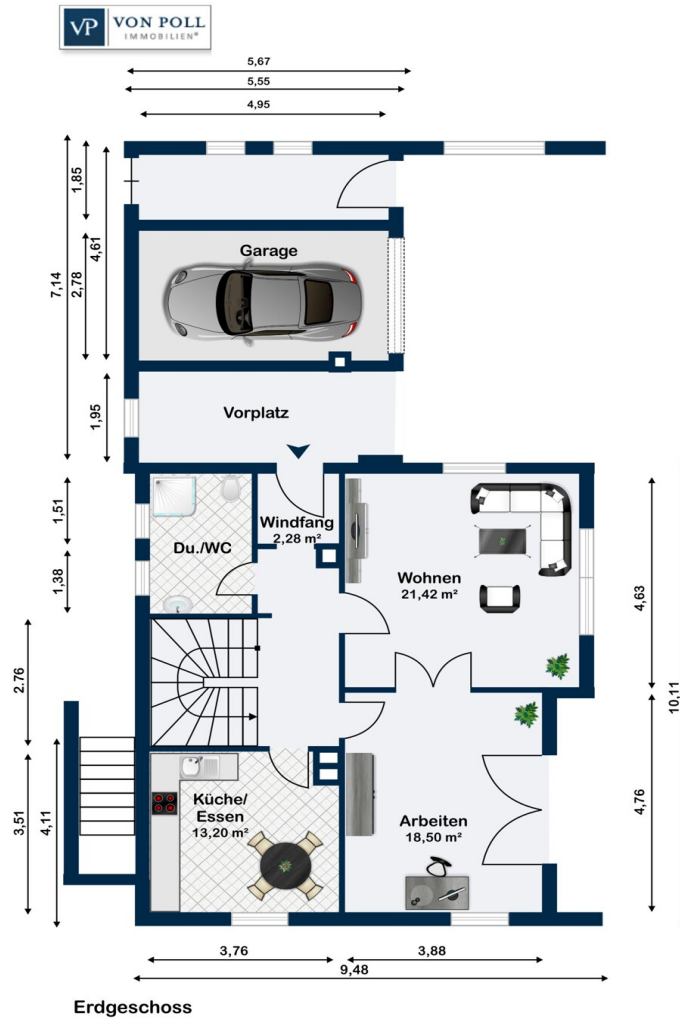 VP VON POLL
IMMOBILIEN®
5,67
5,55
4,95
1,85
4,61
2,78
7,14
Garage
1,95
Vorplatz
1,51
Windfang
2,28 m²
Du./WC
1,38
Wohnen
21,42 m²
4,63
10,11
2.76
Küche/
Essen
13,20 m²
Arbeiten
18,50 m²
4,76
3,51
4,11
3,76
3,88
9,48
Erdgeschoss